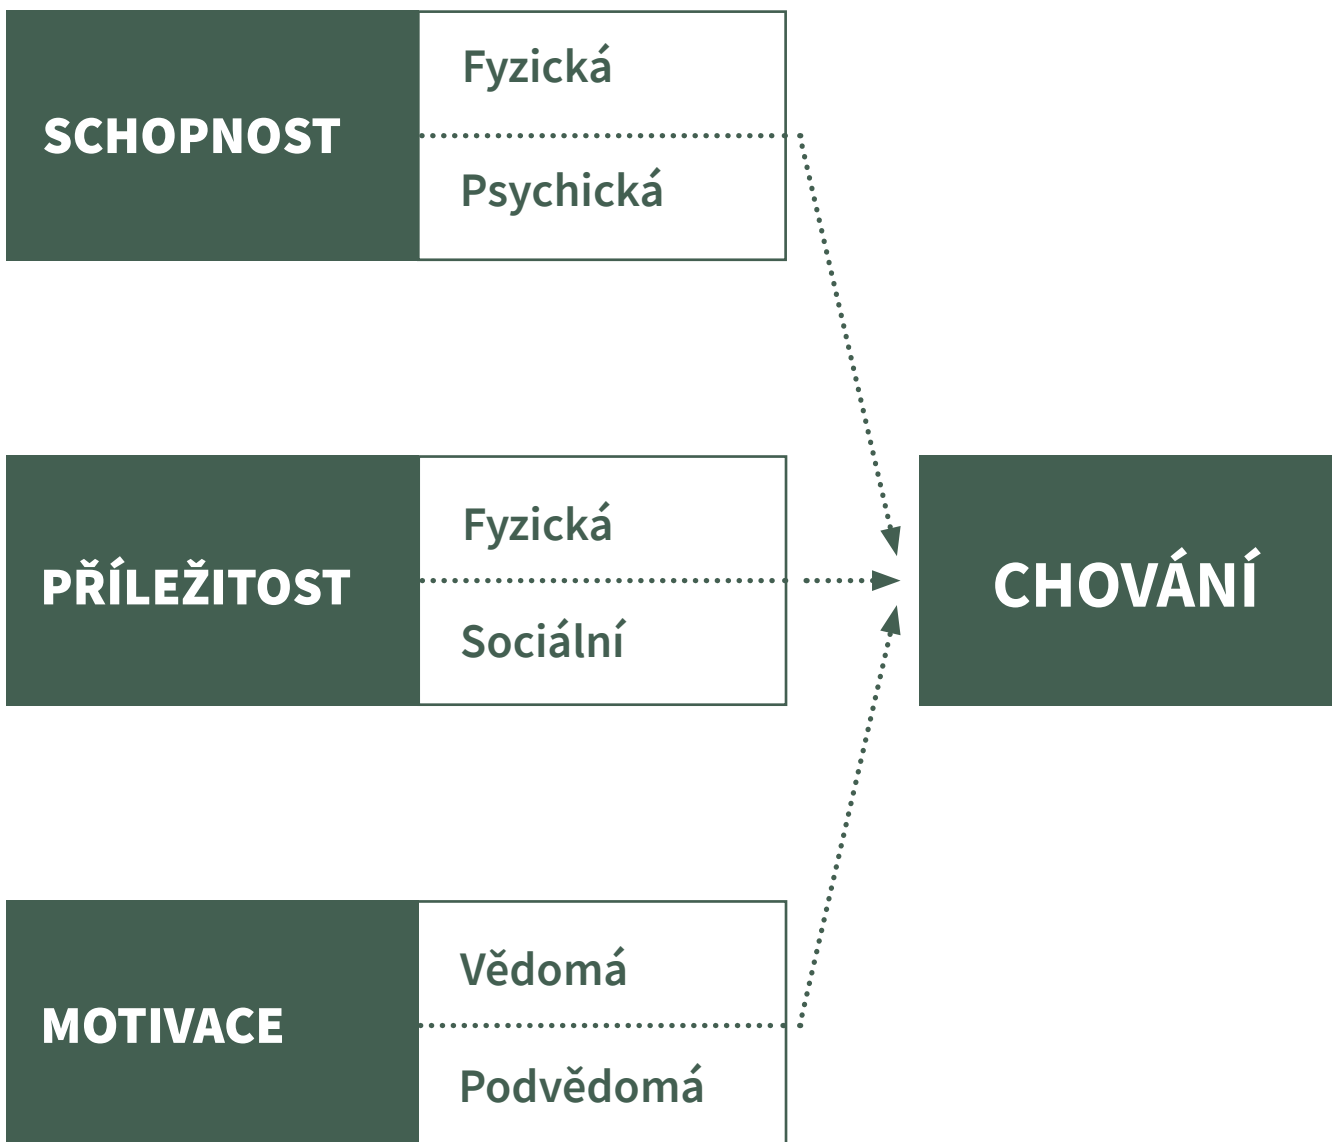 SCHOPNOST
Fyzická
Psychická
PŘÍLEŽITOST
Fyzická
Sociální
CHOVÁNÍ
MOTIVACE
Vědomá
Podvědomá